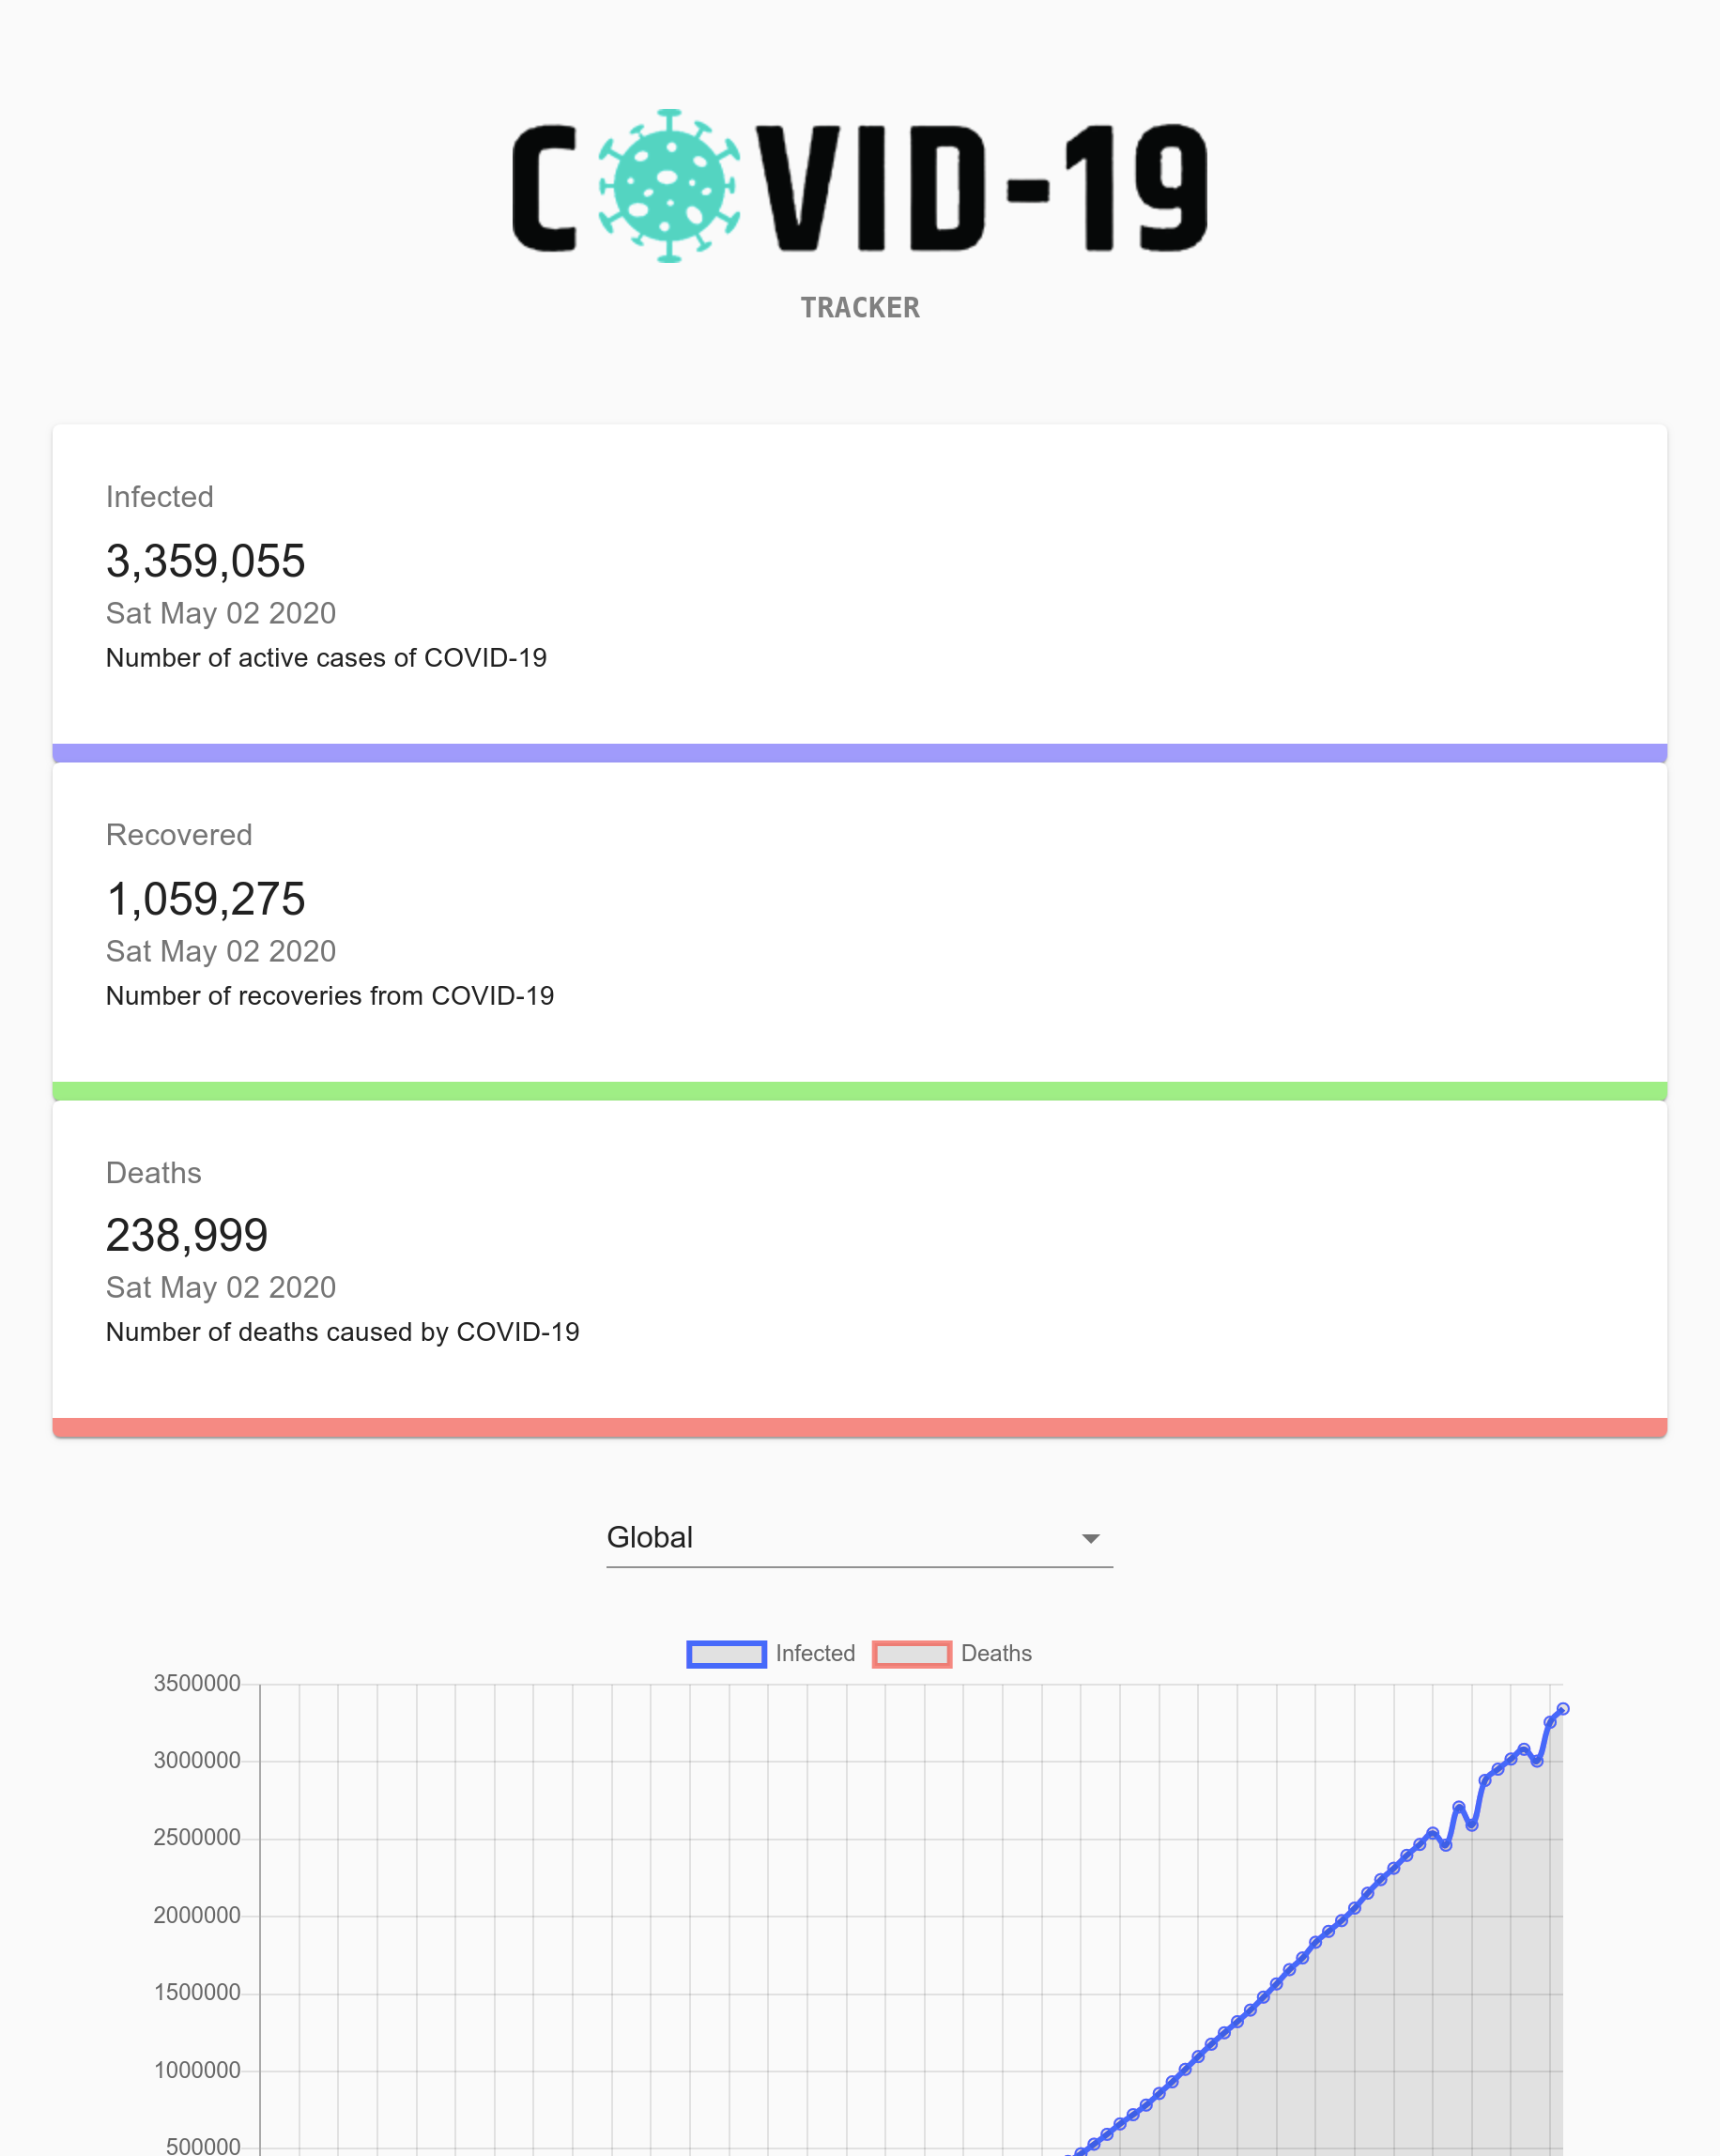 COVID-19
TRACKER
Infected
3,359,055
Sat May 02 2020
Number of active cases of COVID-19
Recovered
1,059,275
Sat May 02 2020
Number of recoveries from COVID-19
Deaths
238,999
Sat May 02 2020
Number of deaths caused by COVID-19
Global
Infected Deaths
3500000
3000000
2500000
2000000
1500000
1000000
500000